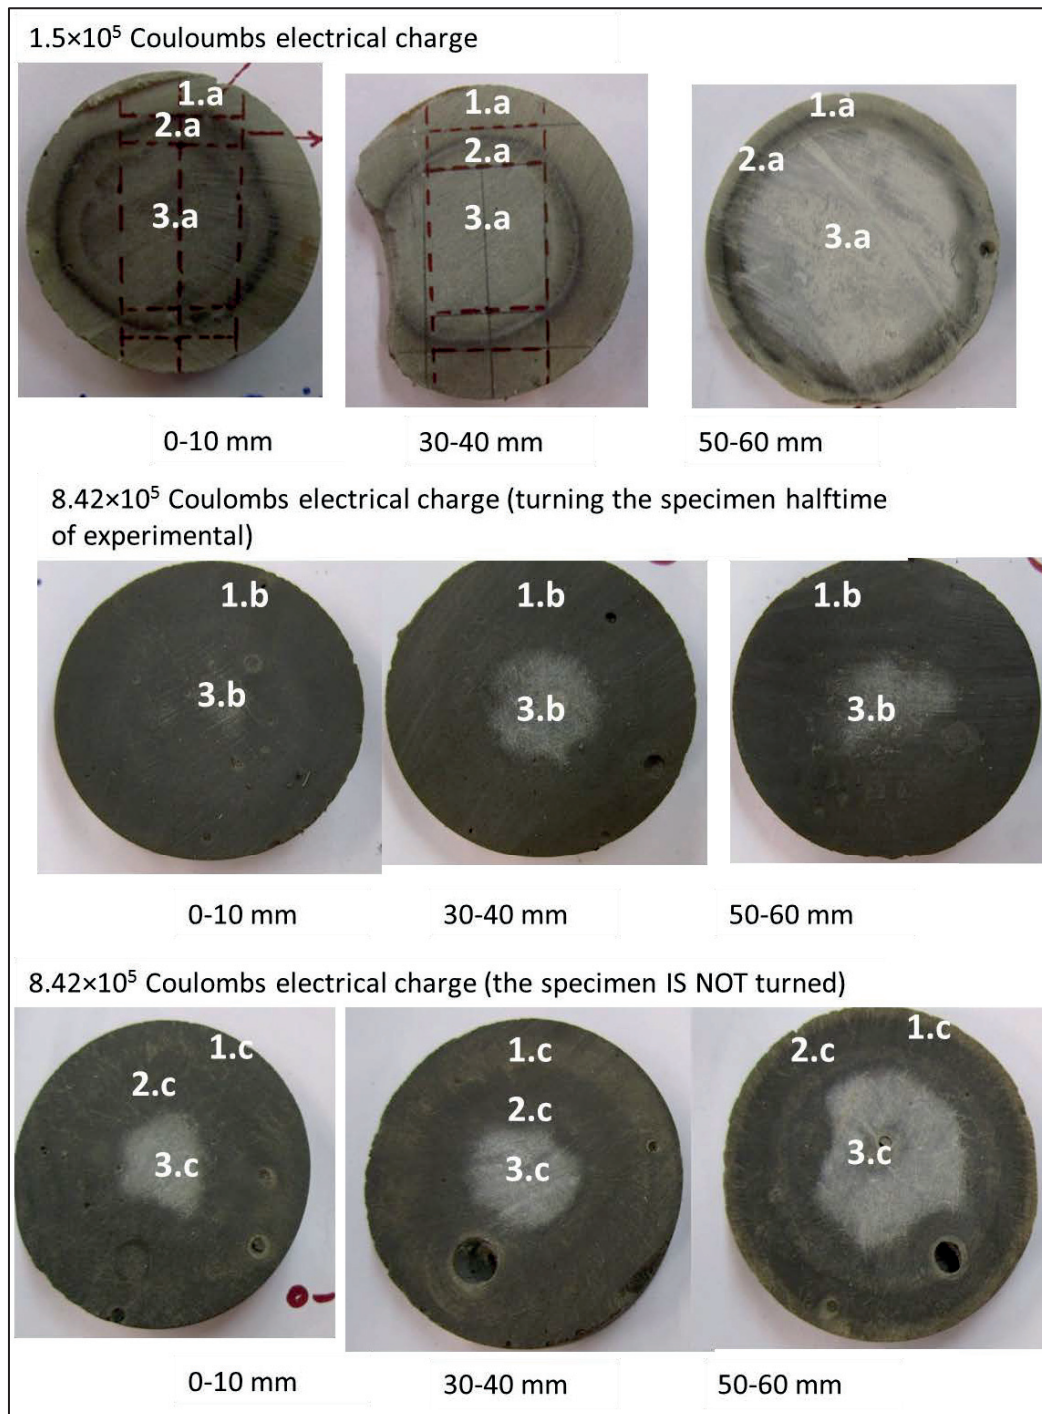 1.5×10⁵ Couloumbs electrical charge
1.a 1.a 1.a
2.a 2.a 2.a
3.a 3.a 3.a
0-10 mm 30-40 mm 50-60 mm
8.42×10⁵ Coulombs electrical charge (turning the specimen halftime
of experimental)
1.b 1.b 1.b
3.b 3.b 3.b
0-10 mm 30-40 mm 50-60 mm
8.42×10⁵ Coulombs electrical charge (the specimen IS NOT turned)
1.c 1.c 1.c
2.c 2.c 2.c
3.c 3.c 3.c
0-10 mm 30-40 mm 50-60 mm